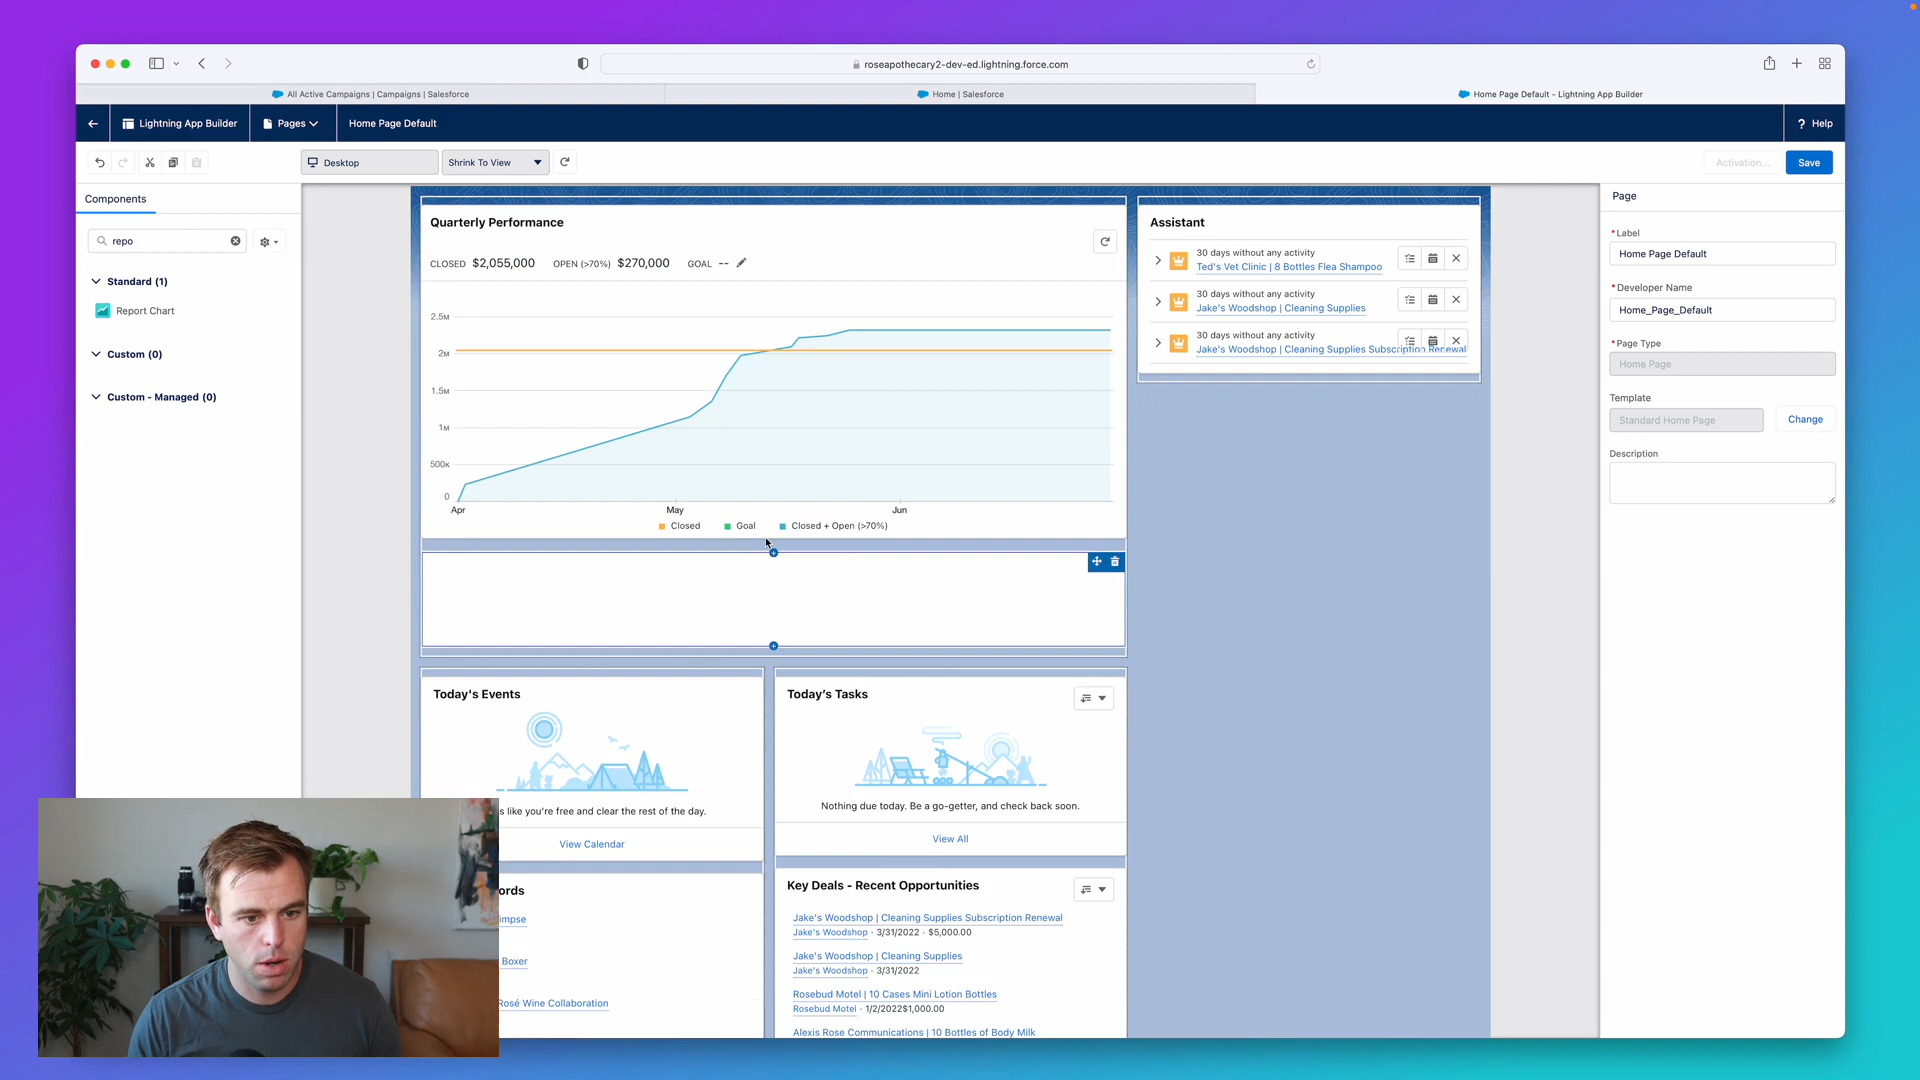 roseapothecary2-dev-ed.lightning.force.com
All Active Campaigns | Campaigns | Salesforce
Home | Salesforce
Home Page Default - Lightning App Builder
Lightning App Builder
Pages
Home Page Default
? Help
Desktop
Shrink To View
Activation...
Save
Components
repo
Standard (1)
Report Chart
Custom (0)
Custom - Managed (0)
Quarterly Performance
CLOSED $2,055,000 OPEN (>70%) $270,000 GOAL --
2.5M
2M
1.5M
1M
500K
0
Apr
May
Jun
Closed
Goal
Closed + Open (>70%)
Assistant
30 days without any activity
Ted's Vet Clinic | 8 Bottles Flea Shampoo
30 days without any activity
Jake's Woodshop | Cleaning Supplies
30 days without any activity
Jake's Woodshop | Cleaning Supplies Subscription Renewal
Today's Events
s like you're free and clear the rest of the day.
View Calendar
Today's Tasks
Nothing due today. Be a go-getter, and check back soon.
View All
ords
impse
Boxer
Rosé Wine Collaboration
Key Deals - Recent Opportunities
Jake's Woodshop | Cleaning Supplies Subscription Renewal
Jake's Woodshop · 3/31/2022 · $5,000.00
Jake's Woodshop | Cleaning Supplies
Jake's Woodshop · 3/31/2022
Rosebud Motel | 10 Cases Mini Lotion Bottles
Rosebud Motel · 1/2/2022$1,000.00
Alexis Rose Communications | 10 Bottles of Body Milk
Page
*Label
Home Page Default
*Developer Name
Home_Page_Default
*Page Type
Home Page
Template
Standard Home Page
Change
Description